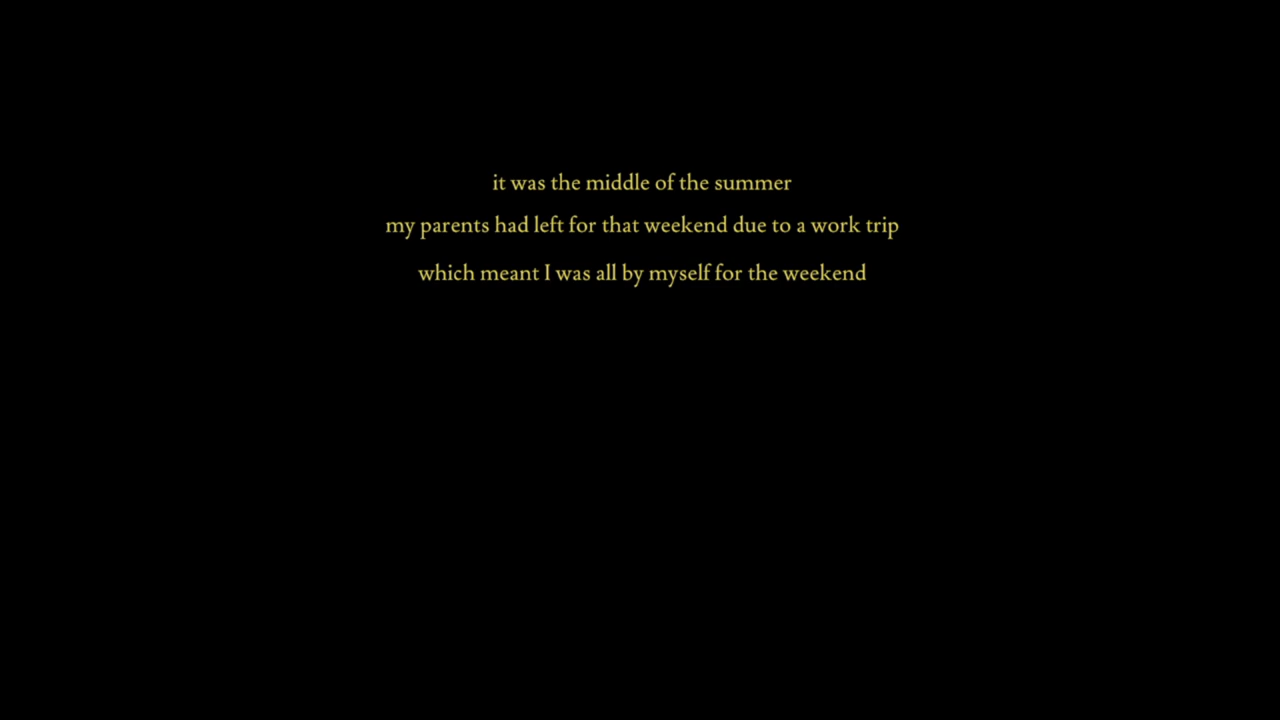 it was the middle of the summer
my parents had left for that weekend due to a work trip
which meant I was all by myself for the weekend